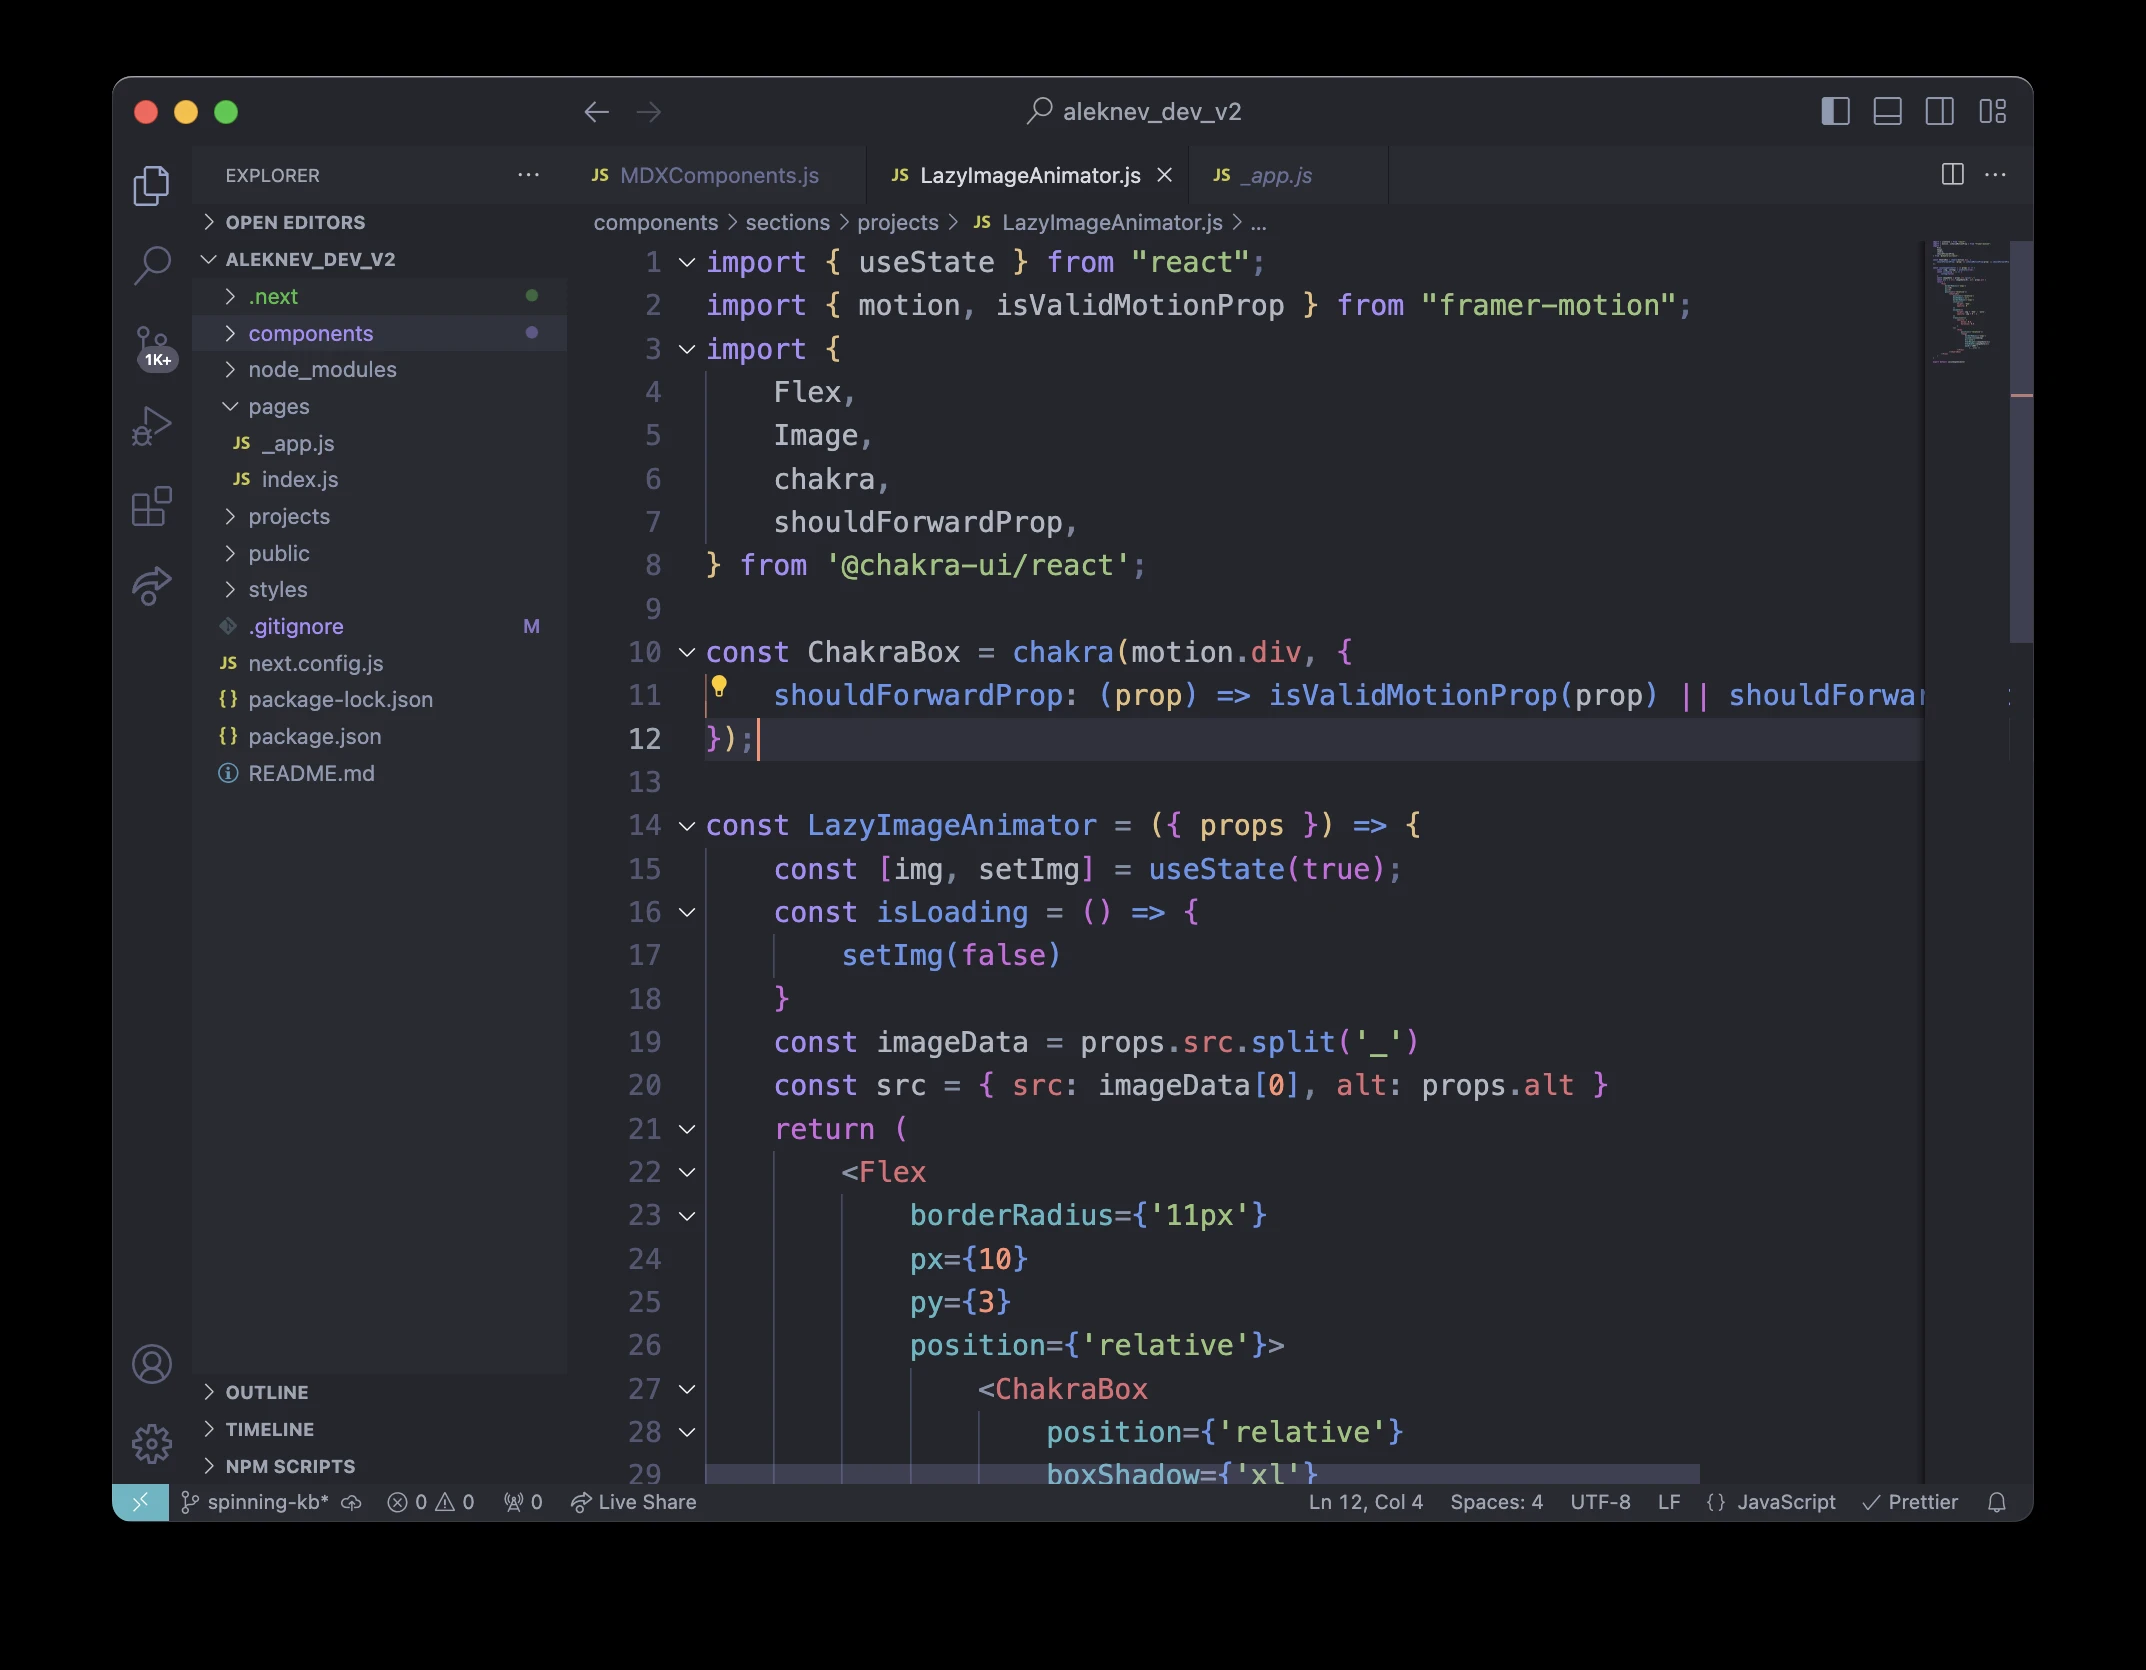 aleknev_dev_v2
EXPLORER
OPEN EDITORS
ALEKNEV_DEV_V2
.next
components
node_modules
pages
JS _app.js
JS index.js
projects
public
styles
.gitignore M
JS next.config.js
{} package-lock.json
{} package.json
README.md
OUTLINE
TIMELINE
NPM SCRIPTS
1K+
JS MDXComponents.js JS LazyImageAnimator.js JS _app.js
components > sections > projects > JS LazyImageAnimator.js > ...
1 import { useState } from "react";
2 import { motion, isValidMotionProp } from "framer-motion";
3 import {
4 Flex,
5 Image,
6 chakra,
7 shouldForwardProp,
8 } from '@chakra-ui/react';
9
10 const ChakraBox = chakra(motion.div, {
11 shouldForwardProp: (prop) => isValidMotionProp(prop) || shouldForwar
12 });
13
14 const LazyImageAnimator = ({ props }) => {
15 const [img, setImg] = useState(true);
16 const isLoading = () => {
17 setImg(false)
18 }
19 const imageData = props.src.split('_')
20 const src = { src: imageData[0], alt: props.alt }
21 return (
22 <Flex
23 borderRadius={'11px'}
24 px={10}
25 py={3}
26 position={'relative'}>
27 <ChakraBox
28 position={'relative'}
29 boxShadow={'xl'}
spinning-kb* 0 0 0 Live Share Ln 12, Col 4 Spaces: 4 UTF-8 LF {} JavaScript Prettier